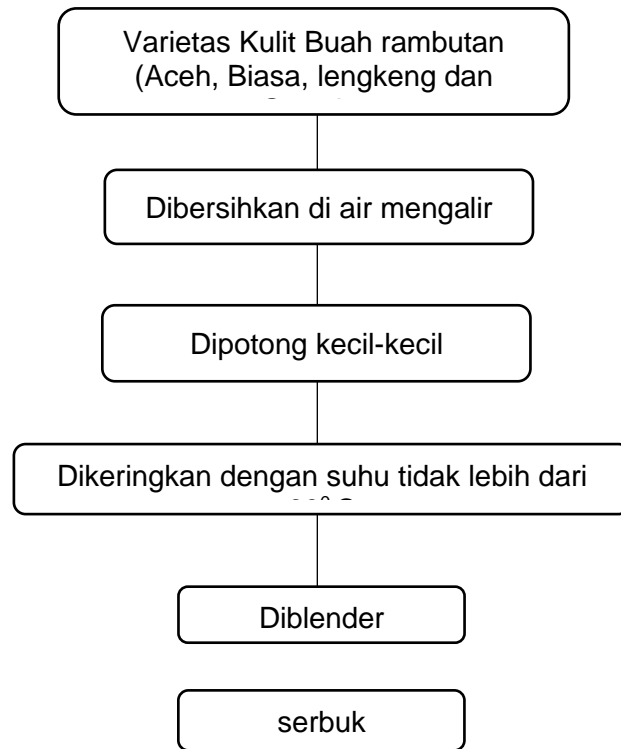 Varietas Kulit Buah rambutan
(Aceh, Biasa, lengkeng dan
Dibersihkan di air mengalir
Dipotong kecil-kecil
Dikeringkan dengan suhu tidak lebih dari
Diblender
serbuk